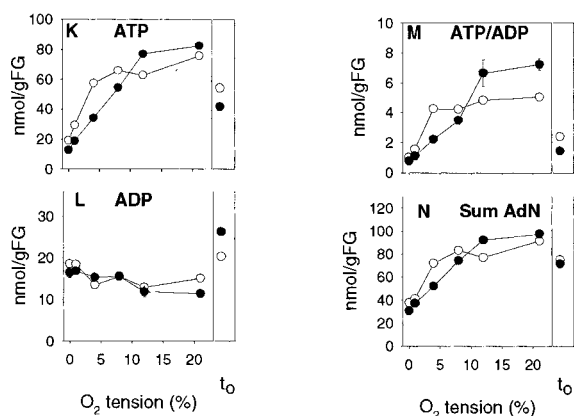 K ATP
nmol/gFG
100
80
60
40
20
0
L ADP
nmol/gFG
30
20
10
0
0 5 10 15 20
t₀
O₂ tension (%)
M ATP/ADP
nmol/gFG
10
8
6
4
2
0
N Sum AdN
nmol/gFG
120
100
80
60
40
20
0
0 5 10 15 20
t₀
O₂ tension (%)